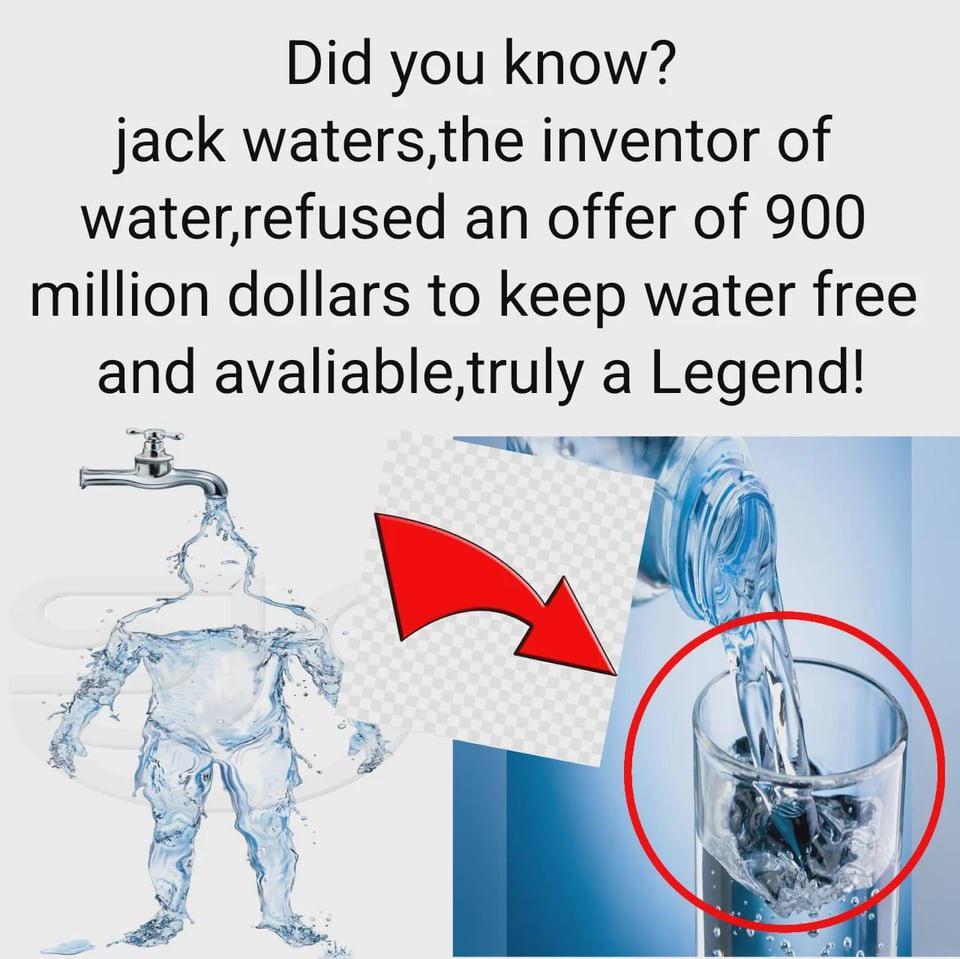 Did you know?
jack waters,the inventor of
water,refused an offer of 900
million dollars to keep water free
and avaliable,truly a Legend!